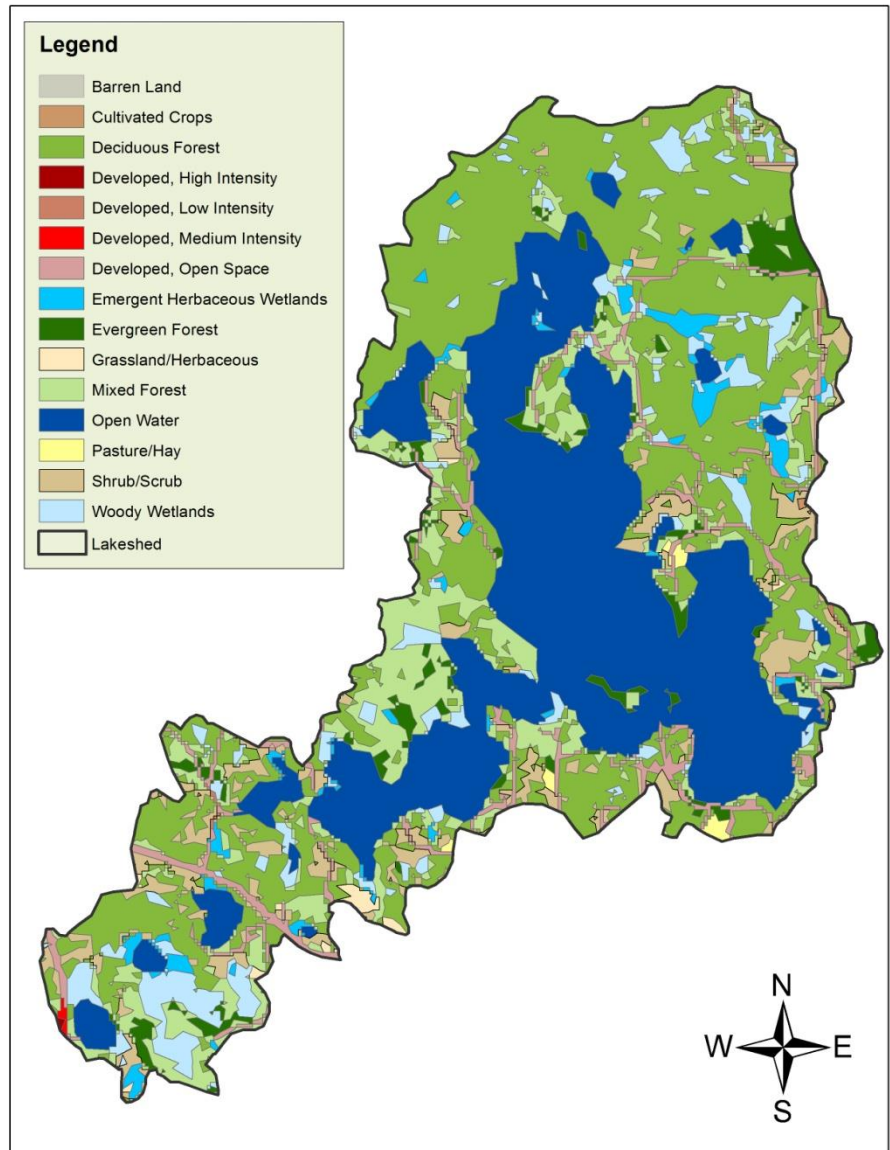 Legend
Barren Land
Cultivated Crops
Deciduous Forest
Developed, High Intensity
Developed, Low Intensity
Developed, Medium Intensity
Developed, Open Space
Emergent Herbaceous Wetlands
Evergreen Forest
Grassland/Herbaceous
Mixed Forest
Open Water
Pasture/Hay
Shrub/Scrub
Woody Wetlands
Lakeshed
N
W E
S